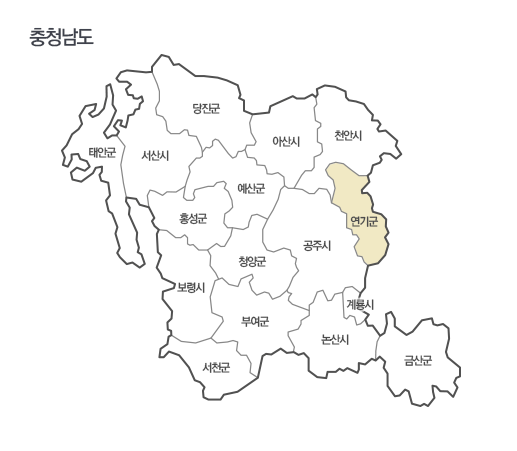 충청남도
당진군
천안시
아산시
태안군
서산시
예산군
홍성군
연기군
공주시
청양군
보령시
계룡시
부여군
논산시
금산군
서천군